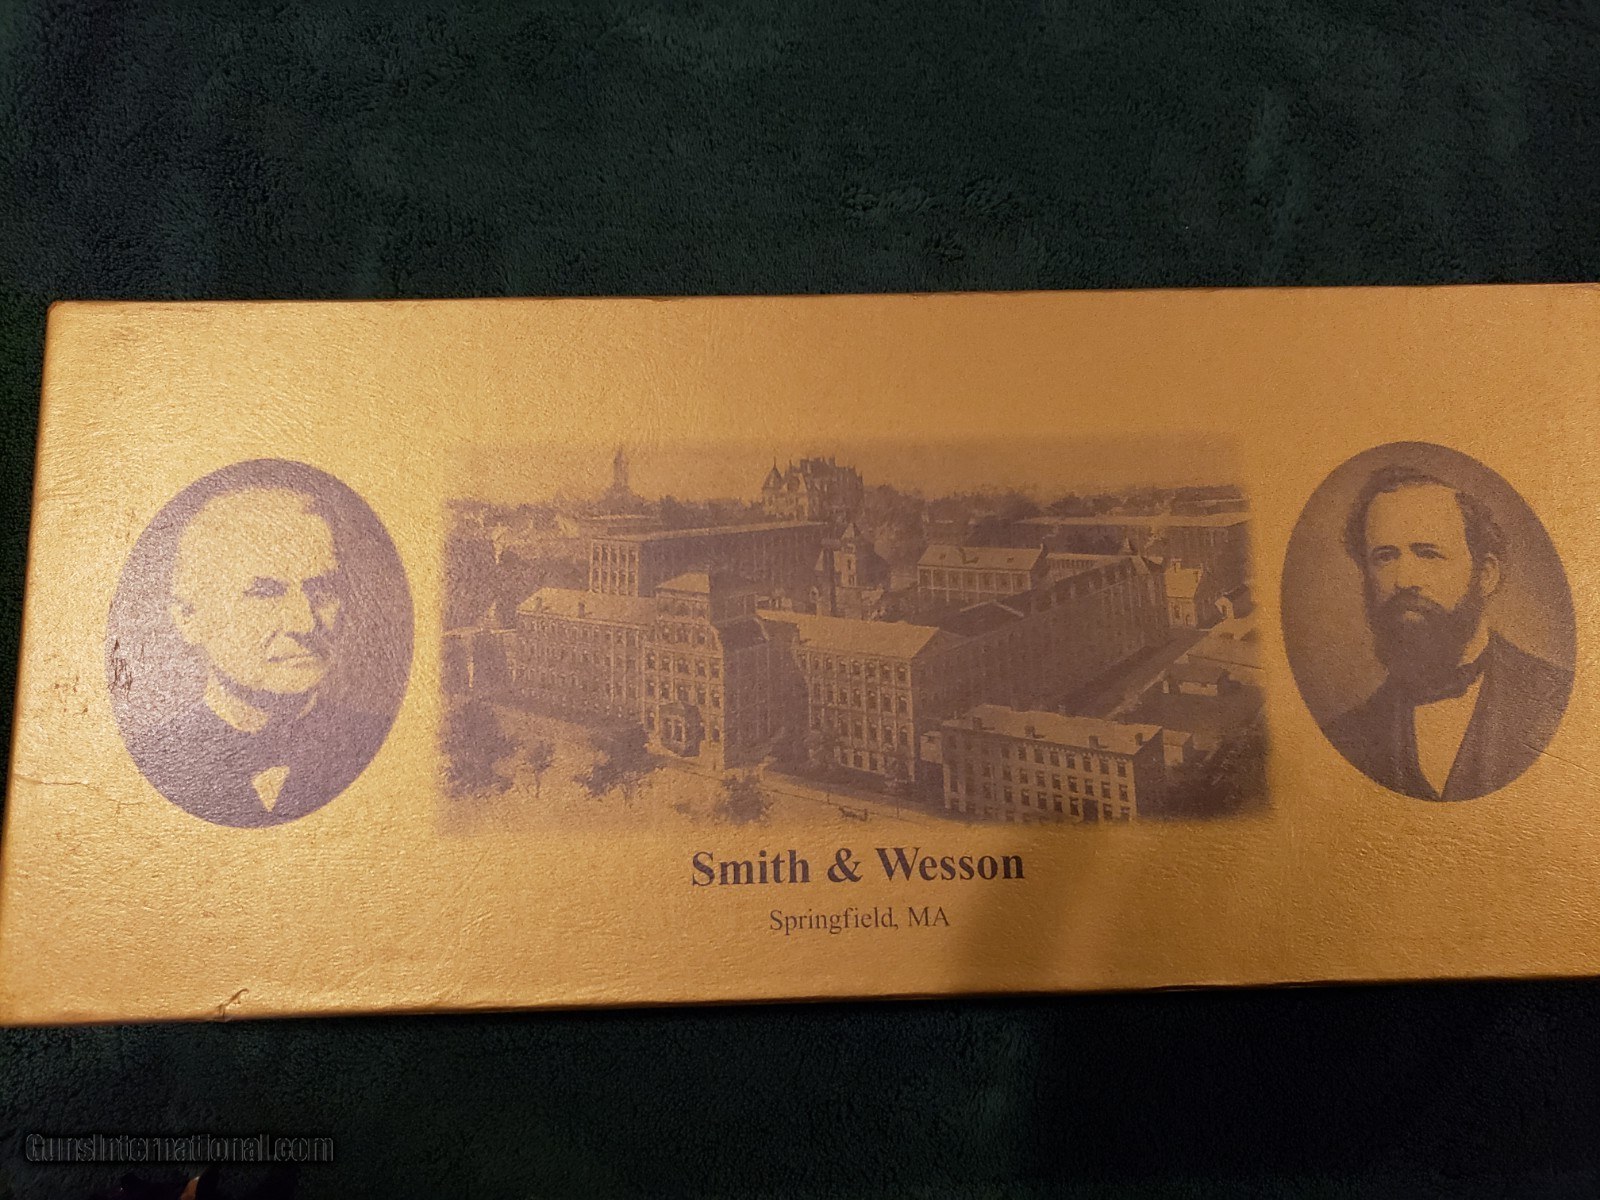 Smith & Wesson
Springfield, MA
GunsInternational.com